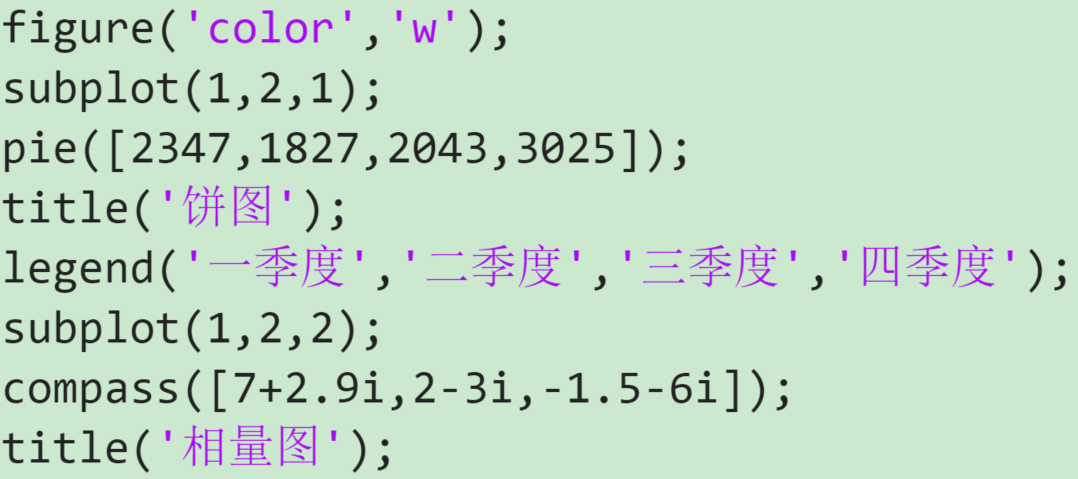 figure('color','w');
subplot(1,2,1);
pie([2347,1827,2043,3025]);
title('饼图');
legend('一季度','二季度','三季度','四季度');
subplot(1,2,2);
compass([7+2.9i,2-3i,-1.5-6i]);
title('相量图');